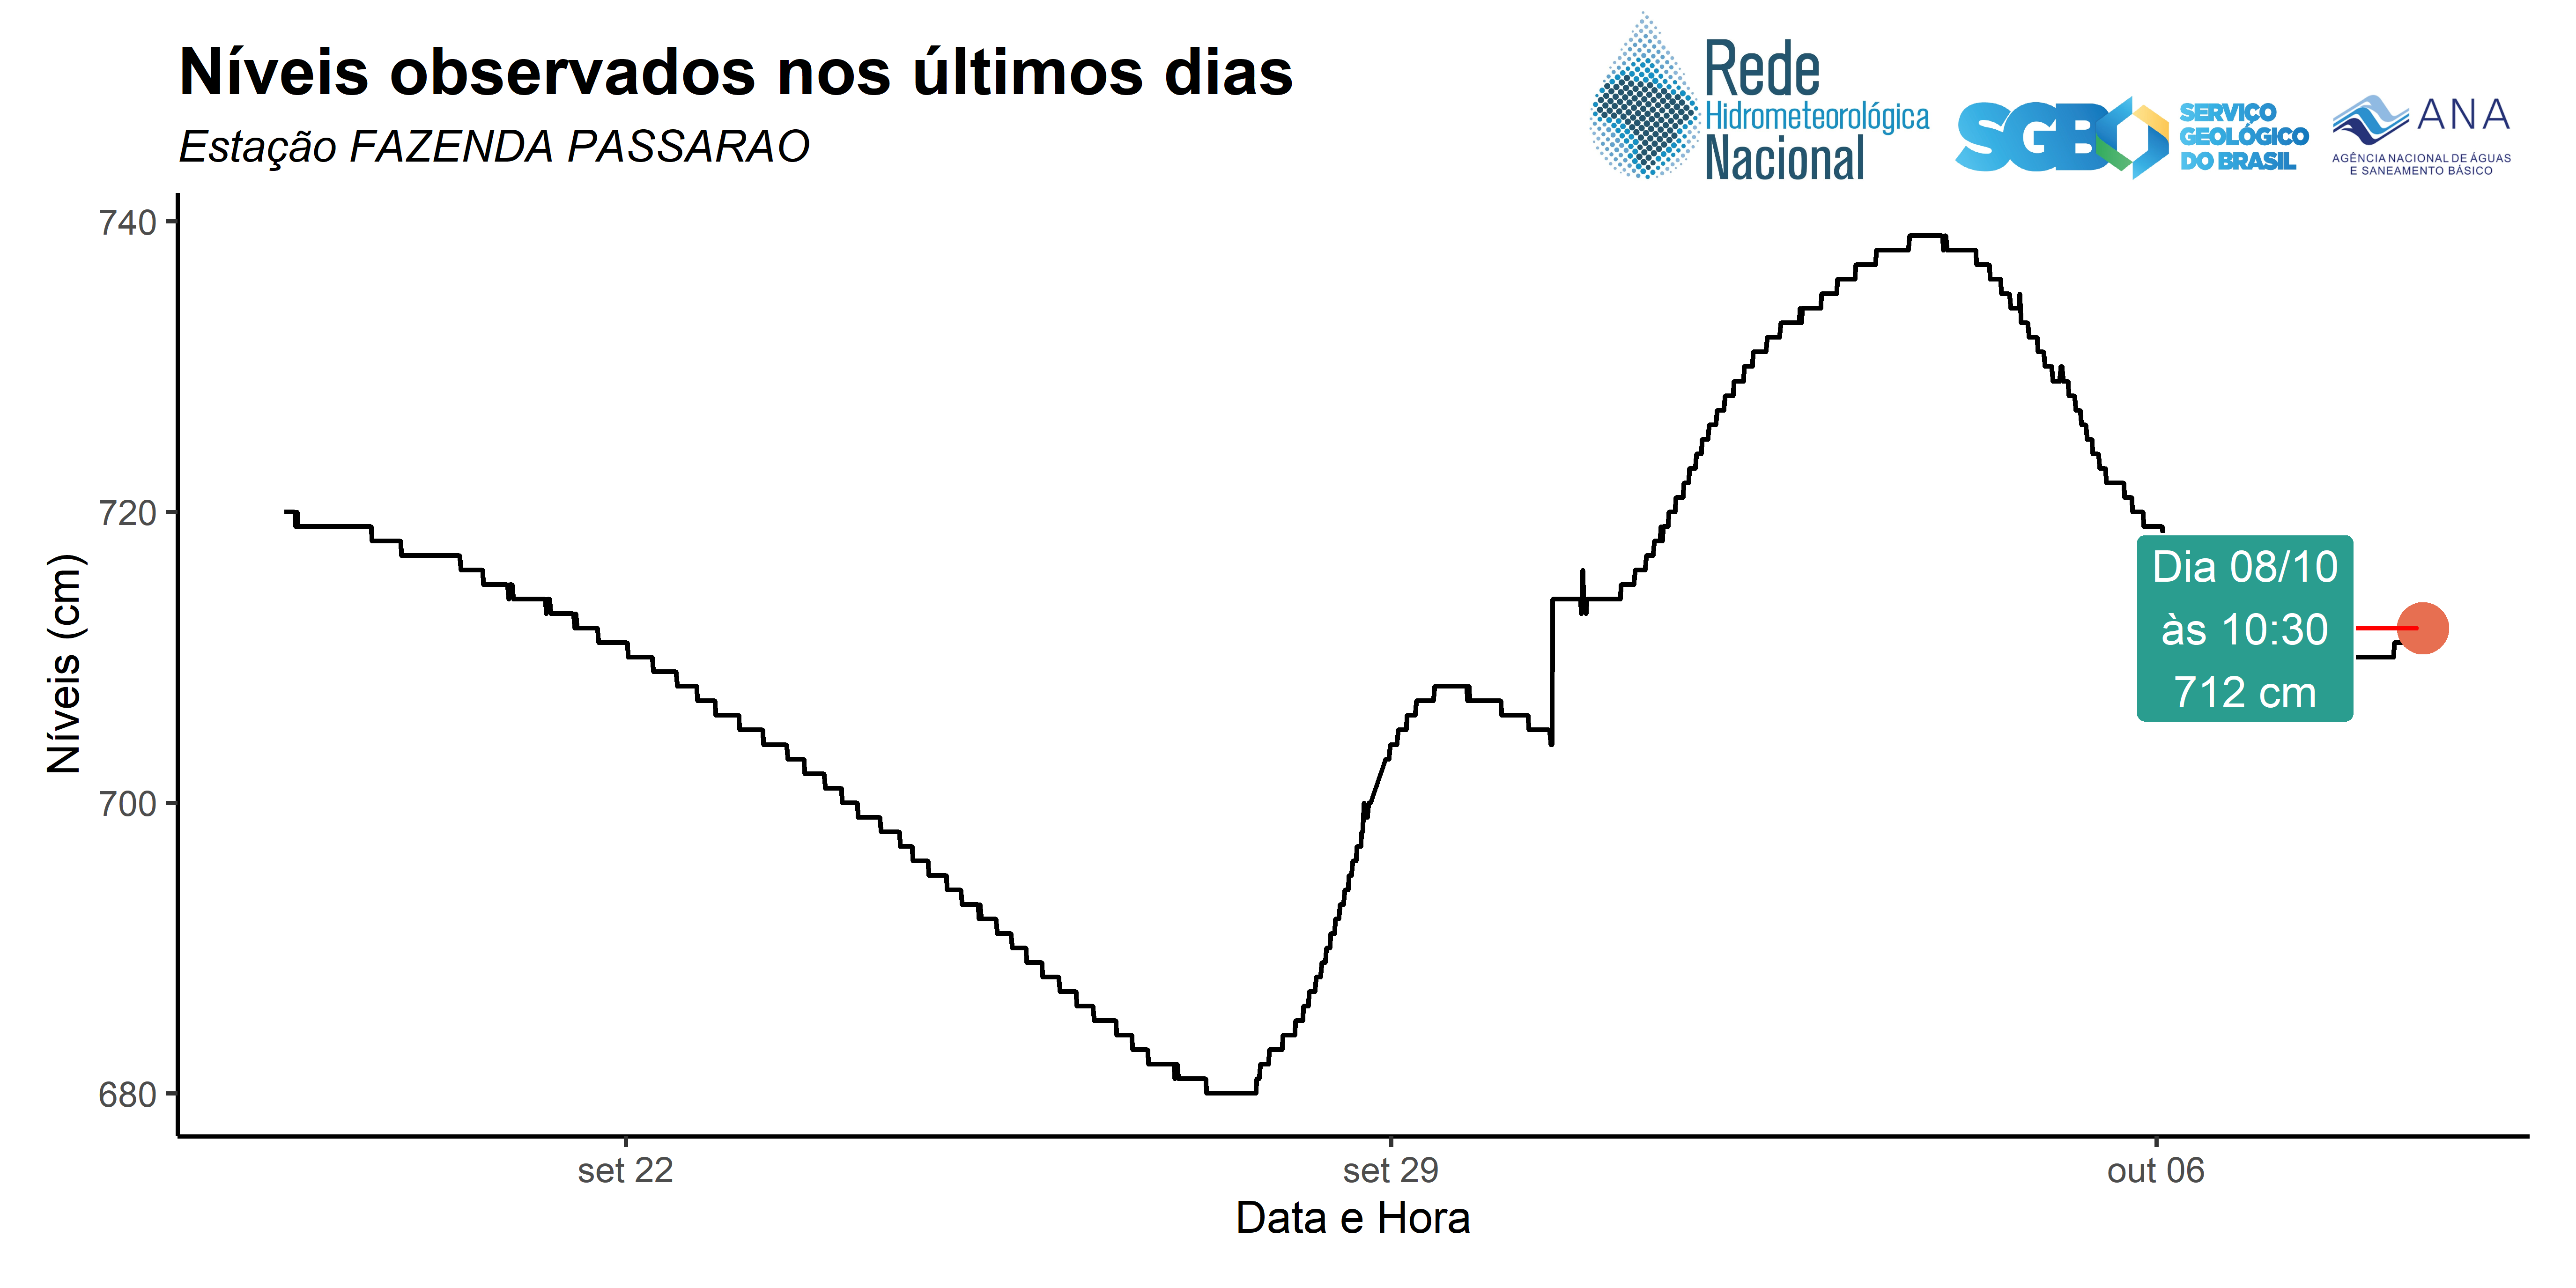 Níveis observados nos últimos dias
Estação FAZENDA PASSARAO
Rede
Hidrometeorológica
Nacional
SGB
SERVIÇO
GEOLÓGICO
DO BRASIL
ANA
AGÊNCIA NACIONAL DE ÁGUAS
E SANEAMENTO BÁSICO
Níveis (cm)
740
720
700
680
Dia 08/10
às 10:30
712 cm
set 22
set 29
out 06
Data e Hora